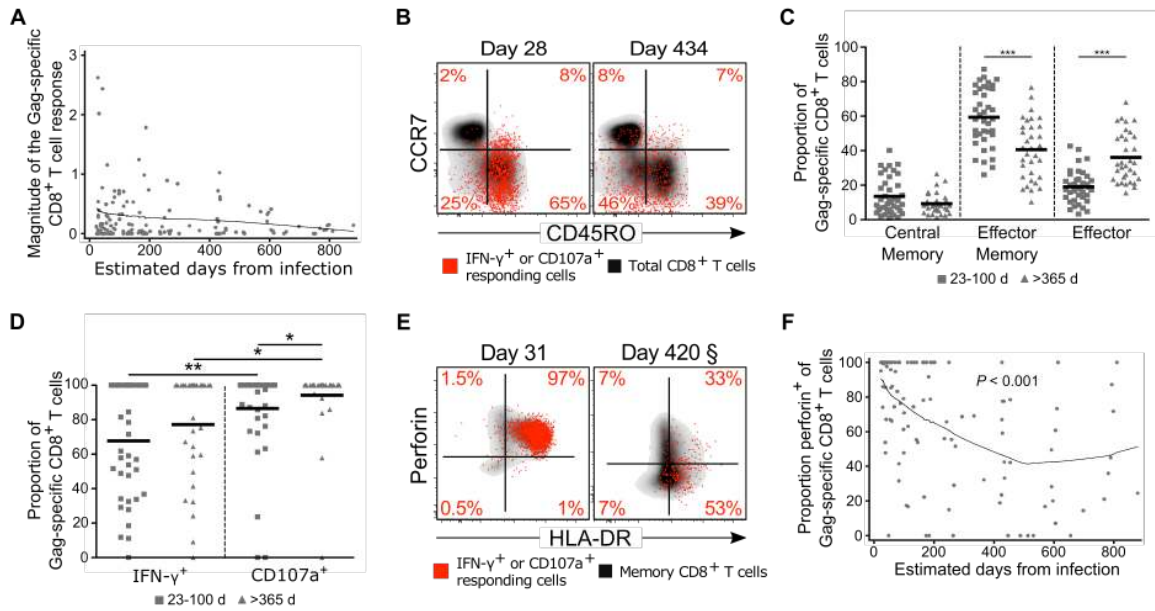 A
Magnitude of the Gag-specific
CD8+ T cell response
3
2
1
0
0 200 400 600 800
Estimated days from infection
B
Day 28 Day 434
2% 8% 7%
25% 65% 46% 39%
CCR7
CD45RO
IFN-γ+ or CD107a+
responding cells
Total CD8+ T cells
C
Proportion of
Gag-specific CD8+ T cells
100
80
60
40
20
0
*** ***
Central
Memory
Effector
Memory
Effector
23-100 d >365 d
D
Proportion of
Gag-specific CD8+ T cells
100
80
60
40
20
0
*
*
**
IFN-γ+ CD107a+
23-100 d >365 d
E
Day 31 Day 420 §
1.5% 97% 7% 33%
0.5% 1% 7% 53%
Perforin
HLA-DR
IFN-γ+ or CD107a+
responding cells
Memory CD8+ T cells
F
Proportion perforin+ of
Gag-specific CD8+ T cells
100
80
60
40
20
0
P < 0.001
0 200 400 600 800
Estimated days from infection